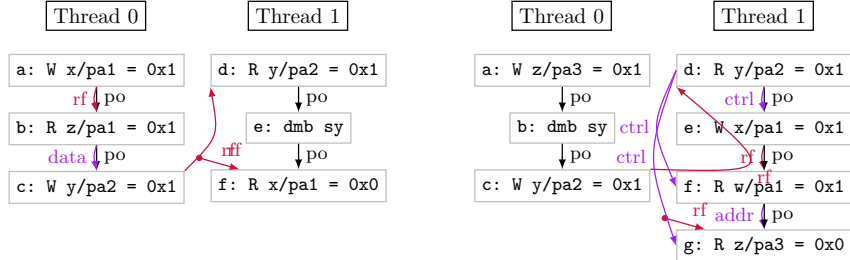 Thread 0
Thread 1
a: W x/pa1 = 0x1
d: R y/pa2 = 0x1
rf
po
po
b: R z/pa1 = 0x1
e: dmb sy
data
po
rf
rf
po
c: W y/pa2 = 0x1
f: R x/pa1 = 0x0
Thread 0
Thread 1
a: W z/pa3 = 0x1
d: R y/pa2 = 0x1
po
ctrl
po
b: dmb sy
ctrl
e: W x/pa1 = 0x1
po
ctrl
rf
po
rf
c: W y/pa2 = 0x1
f: R w/pa1 = 0x1
rf
addr
po
g: R z/pa3 = 0x0